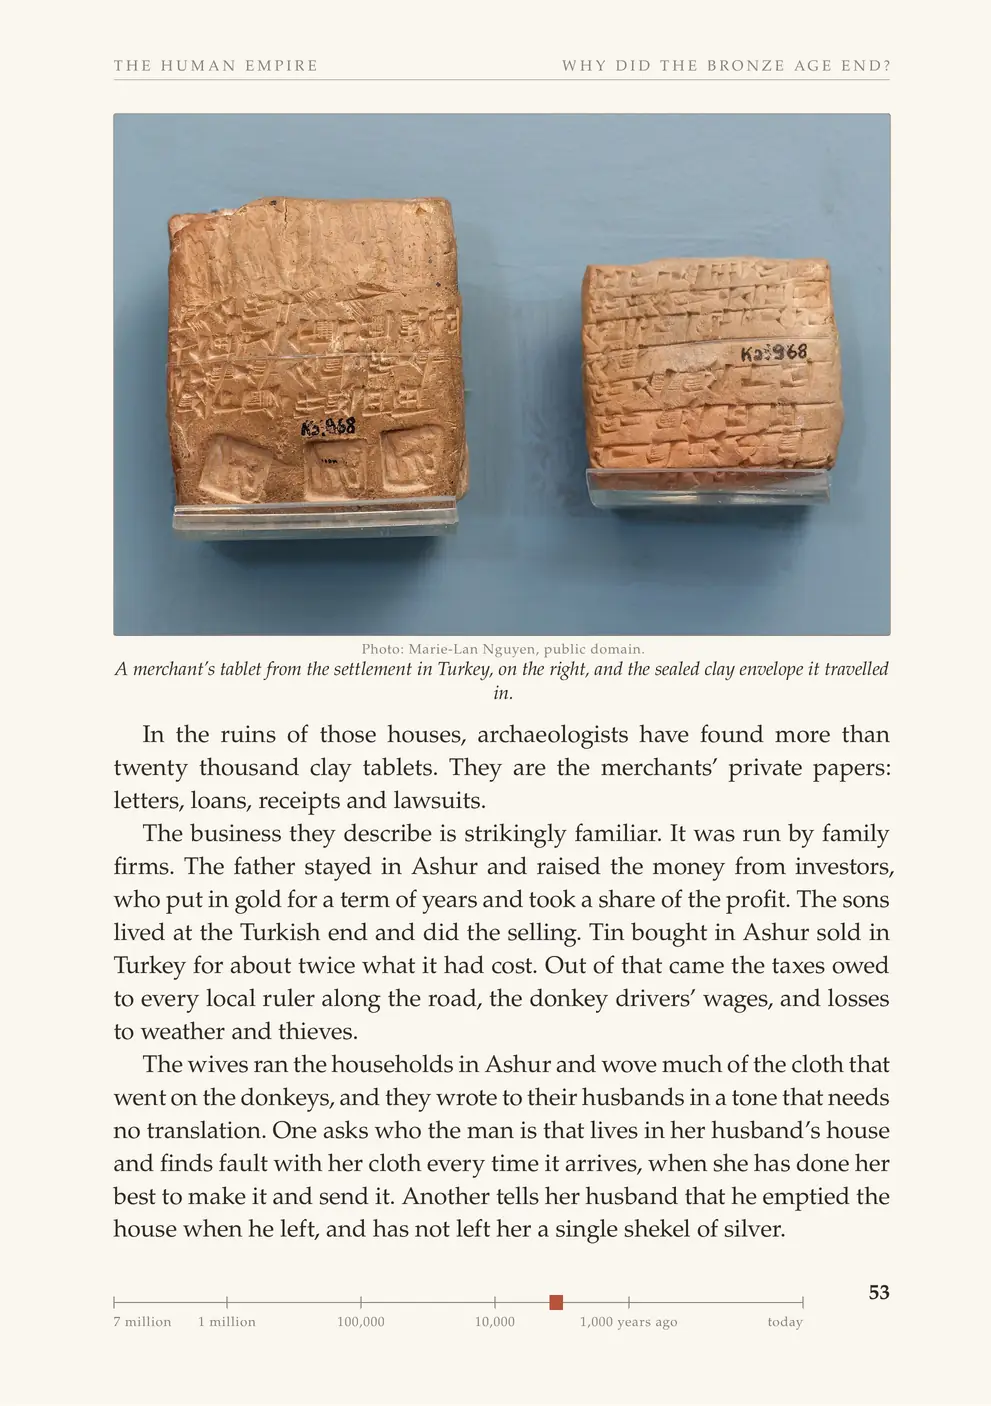 THE HUMAN EMPIRE
WHY DID THE BRONZE AGE END?
Ka.968
Ka.968
Photo: Marie-Lan Nguyen, public domain.
A merchant’s tablet from the settlement in Turkey, on the right, and the sealed clay envelope it travelled
in.
In the ruins of those houses, archaeologists have found more than
twenty thousand clay tablets. They are the merchants’ private papers:
letters, loans, receipts and lawsuits.
The business they describe is strikingly familiar. It was run by family
firms. The father stayed in Ashur and raised the money from investors,
who put in gold for a term of years and took a share of the profit. The sons
lived at the Turkish end and did the selling. Tin bought in Ashur sold in
Turkey for about twice what it had cost. Out of that came the taxes owed
to every local ruler along the road, the donkey drivers’ wages, and losses
to weather and thieves.
The wives ran the households in Ashur and wove much of the cloth that
went on the donkeys, and they wrote to their husbands in a tone that needs
no translation. One asks who the man is that lives in her husband’s house
and finds fault with her cloth every time it arrives, when she has done her
best to make it and send it. Another tells her husband that he emptied the
house when he left, and has not left her a single shekel of silver.
53
7 million
1 million
100,000
10,000
1,000 years ago
today